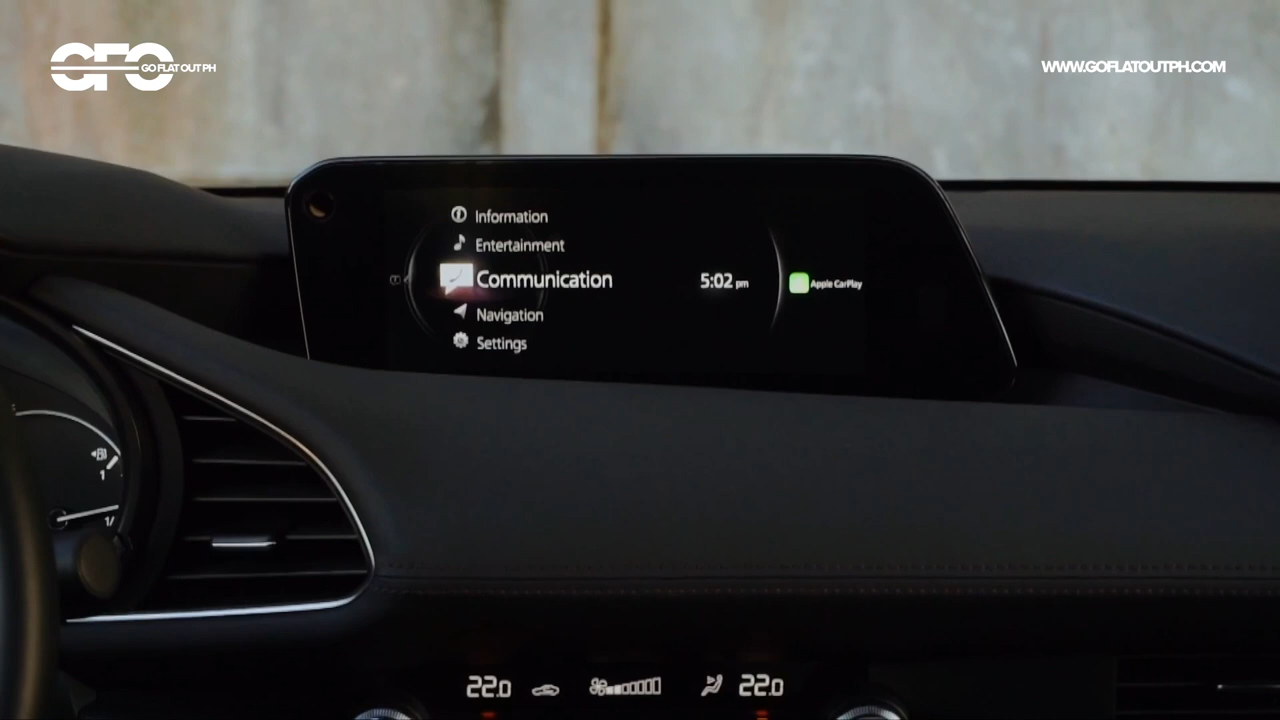 GFO
GO FLAT OUT PH
WWW.GOFLATOUTPH.COM
Information
Entertainment
Communication
5:02 pm
Apple CarPlay
Navigation
Settings
1
22.0
22.0